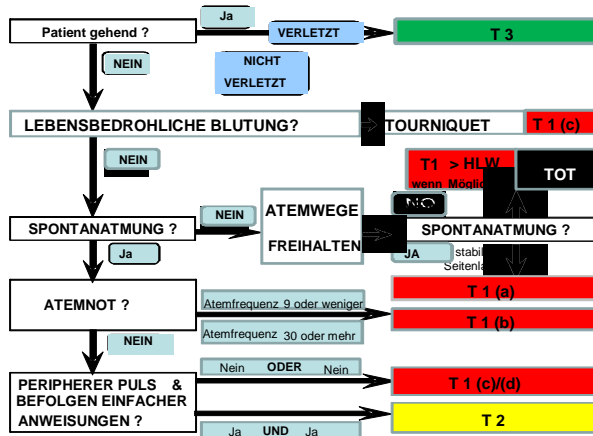 Patient gehend ?
Ja
VERLETZT
T 3
NEIN
NICHT
VERLETZT
LEBENSBEDROHLICHE BLUTUNG?
TOURNIQUET
T 1 (c)
NEIN
T1 > HLW
wenn Möglic
TOT
SPONTANATMUNG ?
NEIN
ATEMWEGE
FREIHALTEN
NO
SPONTANATMUNG ?
JA
stabil
Seitenla
Ja
ATEMNOT ?
Atemfrequenz 9 oder weniger
T 1 (a)
Atemfrequenz 30 oder mehr
T 1 (b)
NEIN
PERIPHERER PULS &
BEFOLGEN EINFACHER
ANWEISUNGEN ?
Nein ODER Nein
T 1 (c)/(d)
Ja UND Ja
T 2